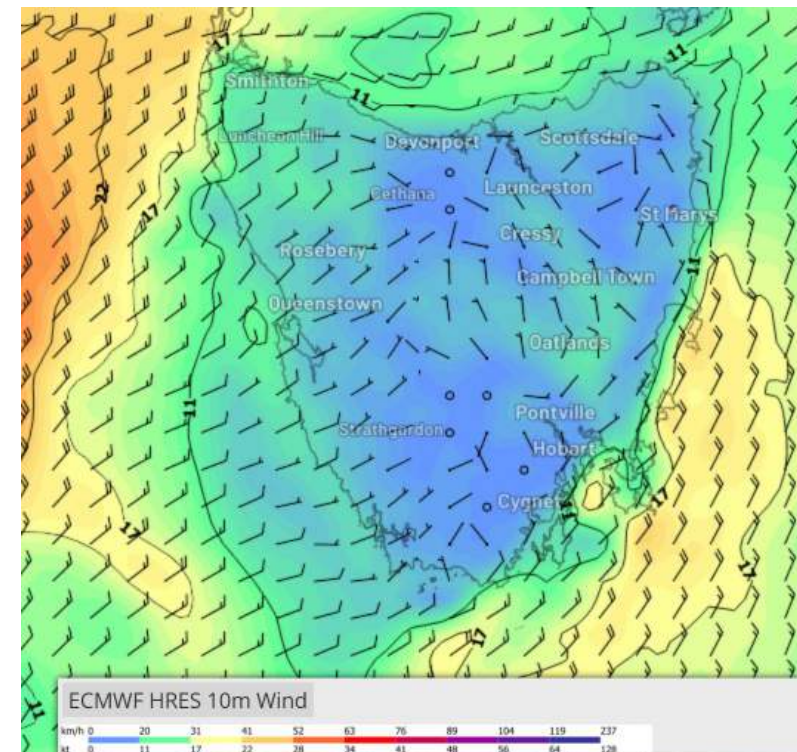 17
11
11
Smithton
Luncheon Hill
Devonport
Scottsdale
22
Cethana
Launceston
17
St Marys
Cressy
Rosebery
11
Campbell Town
Queenstown
Oatlands
11
Pontville
Strathgordon
Hobart
Cygnet
17
11
17
17
17
11
ECMWF HRES 10m Wind
km/h 0 20 31 41 52 63 76 89 104 119 237
kt 0 11 17 22 28 34 41 48 56 64 128